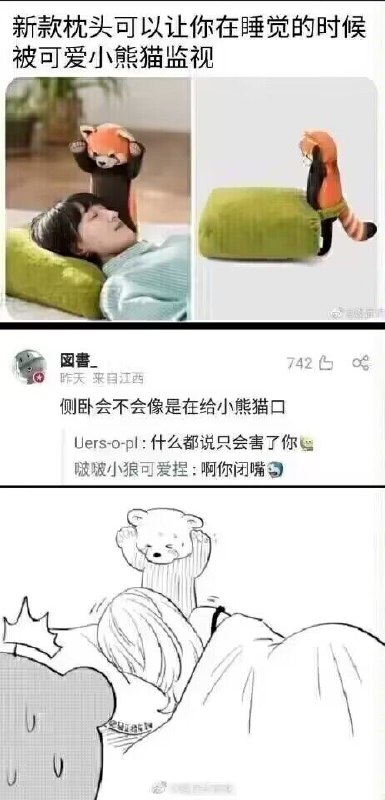 新款枕头可以让你在睡觉的时候
被可爱小熊猫监视
図書_
742
昨天 来自江西
侧卧会不会像是在给小熊猫口
Uers-o-pl : 什么都说只会害了你
啵啵小狼可爱捏 : 啊你闭嘴